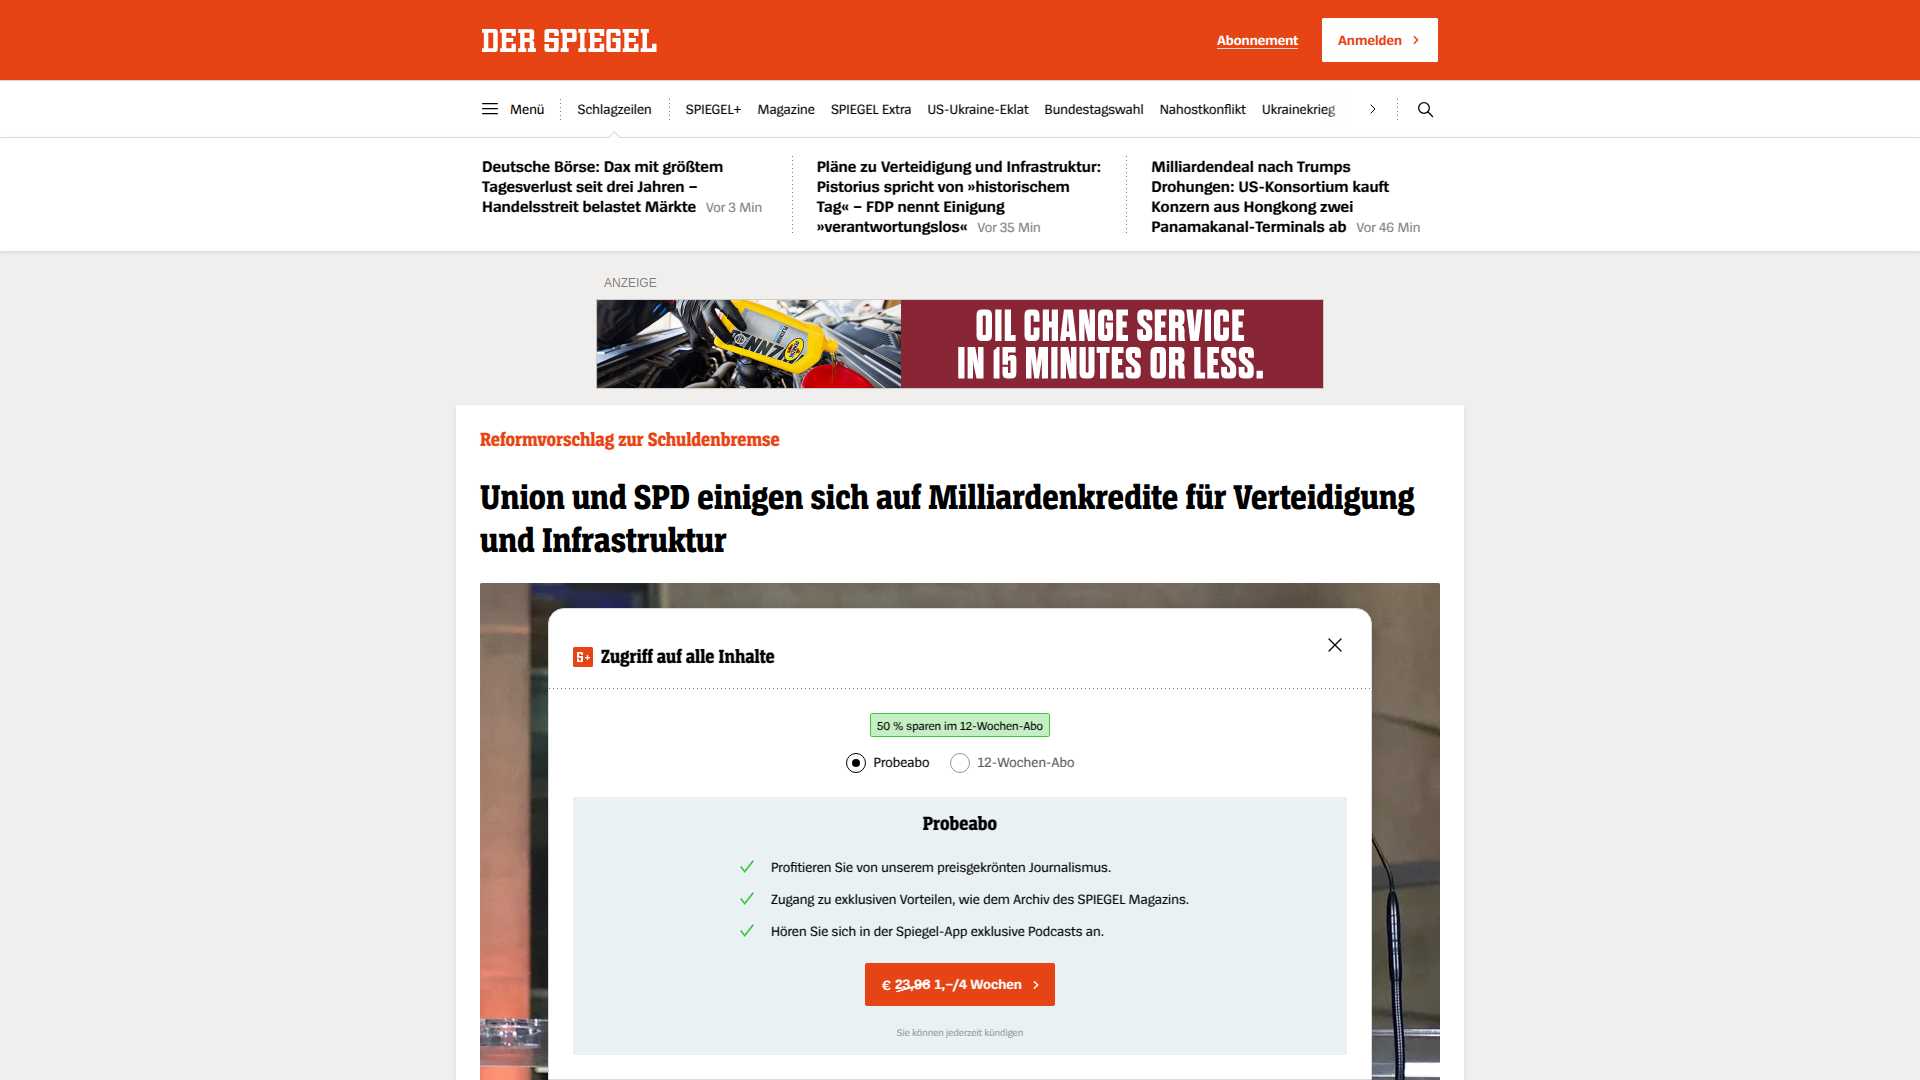 DER SPIEGEL
Abonnement
Anmelden
Menü
Schlagzeilen
SPIEGEL+
Magazine
SPIEGEL Extra
US-Ukraine-Eklat
Bundestagswahl
Nahostkonflikt
Ukrainekrieg
Deutsche Börse: Dax mit größtem
Tagesverlust seit drei Jahren –
Handelsstreit belastet Märkte Vor 3 Min
Pläne zu Verteidigung und Infrastruktur:
Pistorius spricht von »historischem
Tag« – FDP nennt Einigung
»verantwortungslos« Vor 35 Min
Milliardendeal nach Trumps
Drohungen: US-Konsortium kauft
Konzern aus Hongkong zwei
Panamakanal-Terminals ab Vor 46 Min
ANZEIGE
OIL CHANGE SERVICE
IN 15 MINUTES OR LESS.
Reformvorschlag zur Schuldenbremse
Union und SPD einigen sich auf Milliardenkredite für Verteidigung
und Infrastruktur
Zugriff auf alle Inhalte
50 % sparen im 12-Wochen-Abo
Probeabo
12-Wochen-Abo
Probeabo
Profitieren Sie von unserem preisgekrönten Journalismus.
Zugang zu exklusiven Vorteilen, wie dem Archiv des SPIEGEL Magazins.
Hören Sie sich in der Spiegel-App exklusive Podcasts an.
€ 23,96 1,–/4 Wochen
Sie können jederzeit kündigen